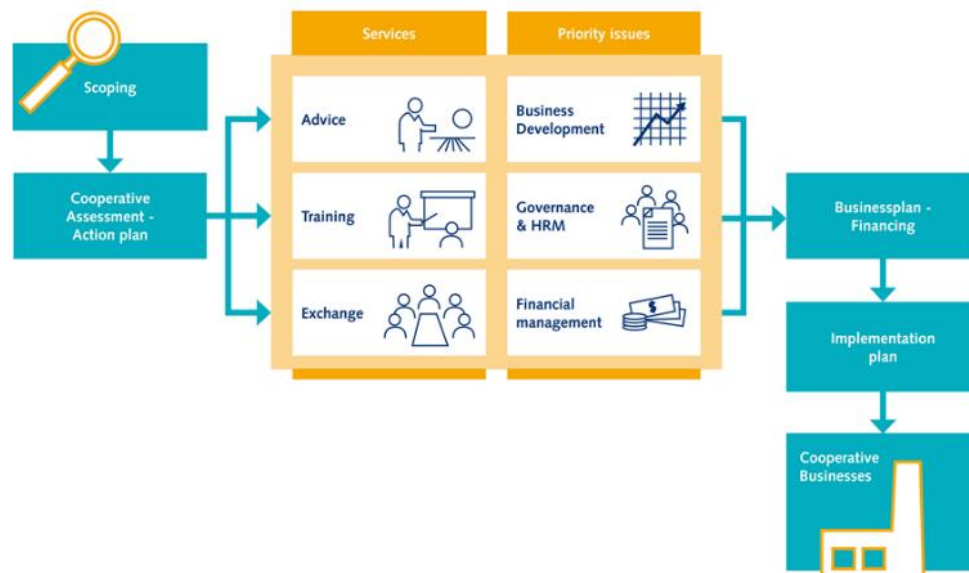 Scoping
Cooperative
Assessment -
Action plan
Services
Advice
Training
Exchange
Priority issues
Business
Development
Governance
& HRM
Financial
management
$
Businessplan -
Financing
Implementation
plan
Cooperative
Businesses